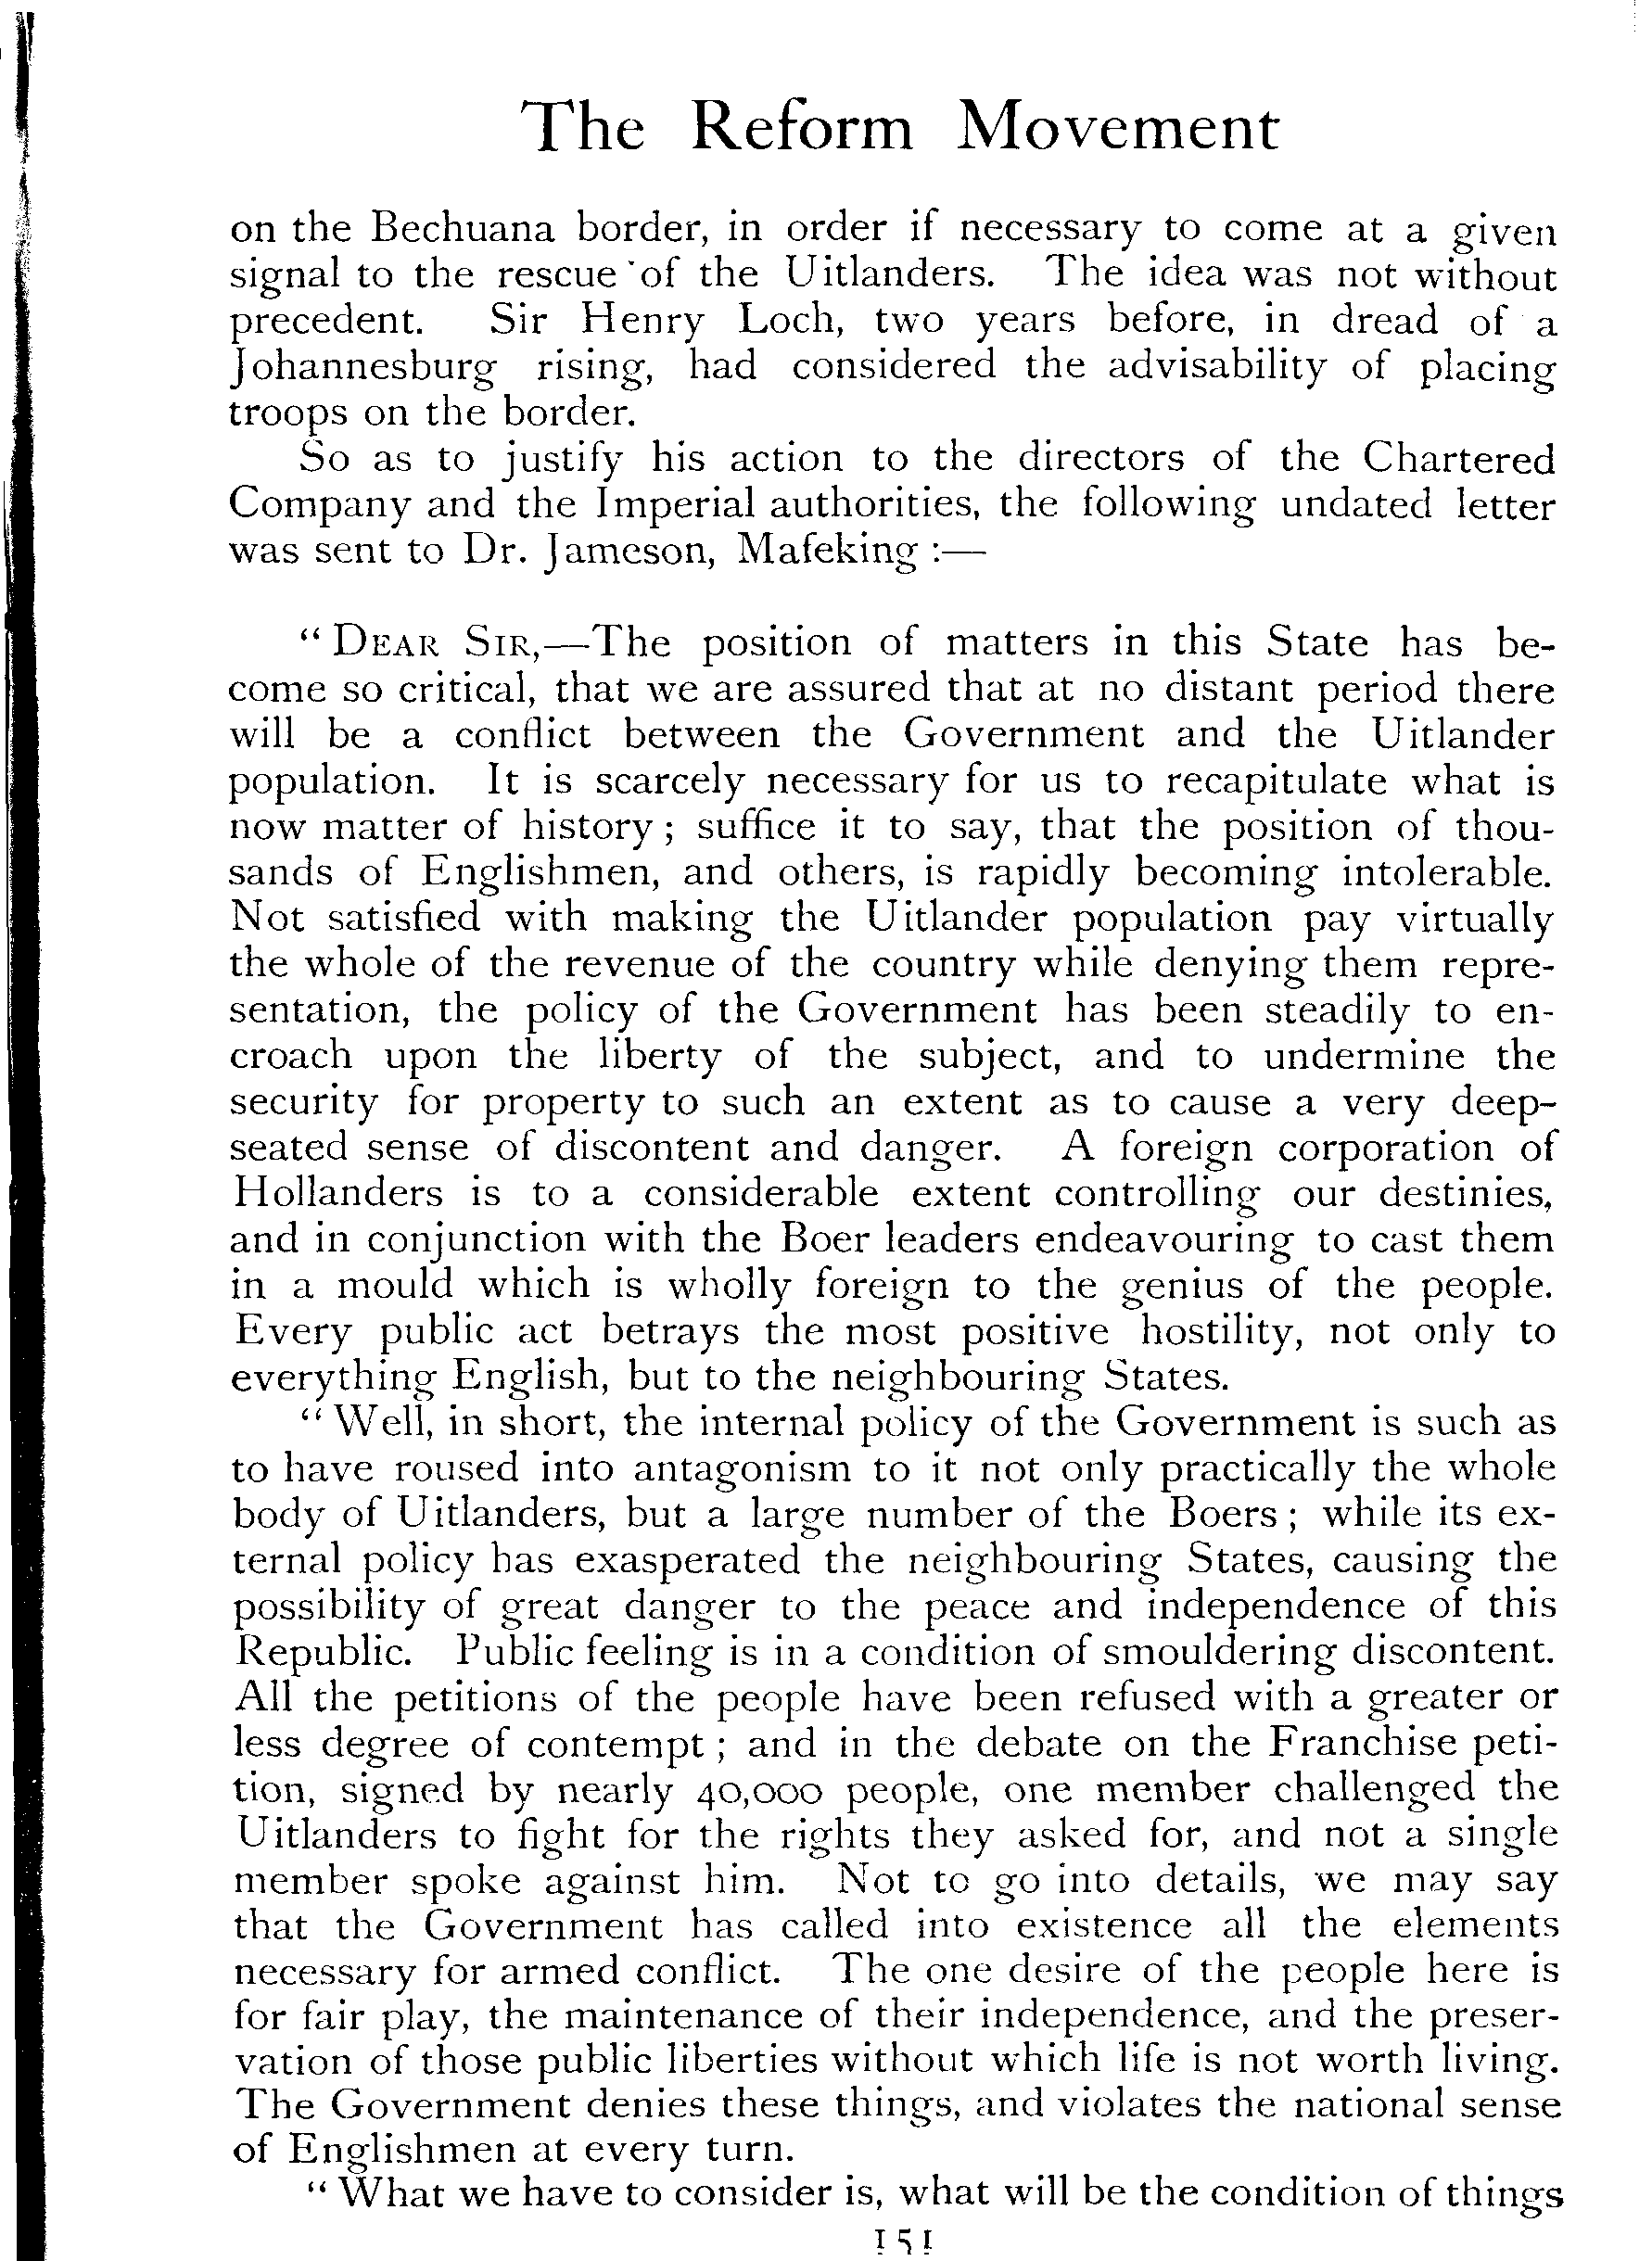 The Reform Movement
on the Bechuana border, in order if necessary to come at a given
signal to the rescue of the Uitlanders. The idea was not without
precedent. Sir Henry Loch, two years before, in dread of a
Johannesburg rising, had considered the advisability of placing
troops on the border.
So as to justify his action to the directors of the Chartered
Company and the Imperial authorities, the following undated letter
was sent to Dr. Jameson, Mafeking :—
“ DEAR SIR,—The position of matters in this State has be-
come so critical, that we are assured that at no distant period there
will be a conflict between the Government and the Uitlander
population. It is scarcely necessary for us to recapitulate what is
now matter of history ; suffice it to say, that the position of thou-
sands of Englishmen, and others, is rapidly becoming intolerable.
Not satisfied with making the Uitlander population pay virtually
the whole of the revenue of the country while denying them repre-
sentation, the policy of the Government has been steadily to en-
croach upon the liberty of the subject, and to undermine the
security for property to such an extent as to cause a very deep-
seated sense of discontent and danger. A foreign corporation of
Hollanders is to a considerable extent controlling our destinies,
and in conjunction with the Boer leaders endeavouring to cast them
in a mould which is wholly foreign to the genius of the people.
Every public act betrays the most positive hostility, not only to
everything English, but to the neighbouring States.
“ Well, in short, the internal policy of the Government is such as
to have roused into antagonism to it not only practically the whole
body of Uitlanders, but a large number of the Boers ; while its ex-
ternal policy has exasperated the neighbouring States, causing the
possibility of great danger to the peace and independence of this
Republic. Public feeling is in a condition of smouldering discontent.
All the petitions of the people have been refused with a greater or
less degree of contempt ; and in the debate on the Franchise peti-
tion, signed by nearly 40,000 people, one member challenged the
Uitlanders to fight for the rights they asked for, and not a single
member spoke against him. Not to go into details, we may say
that the Government has called into existence all the elements
necessary for armed conflict. The one desire of the people here is
for fair play, the maintenance of their independence, and the preser-
vation of those public liberties without which life is not worth living.
The Government denies these things, and violates the national sense
of Englishmen at every turn.
“ What we have to consider is, what will be the condition of things
151